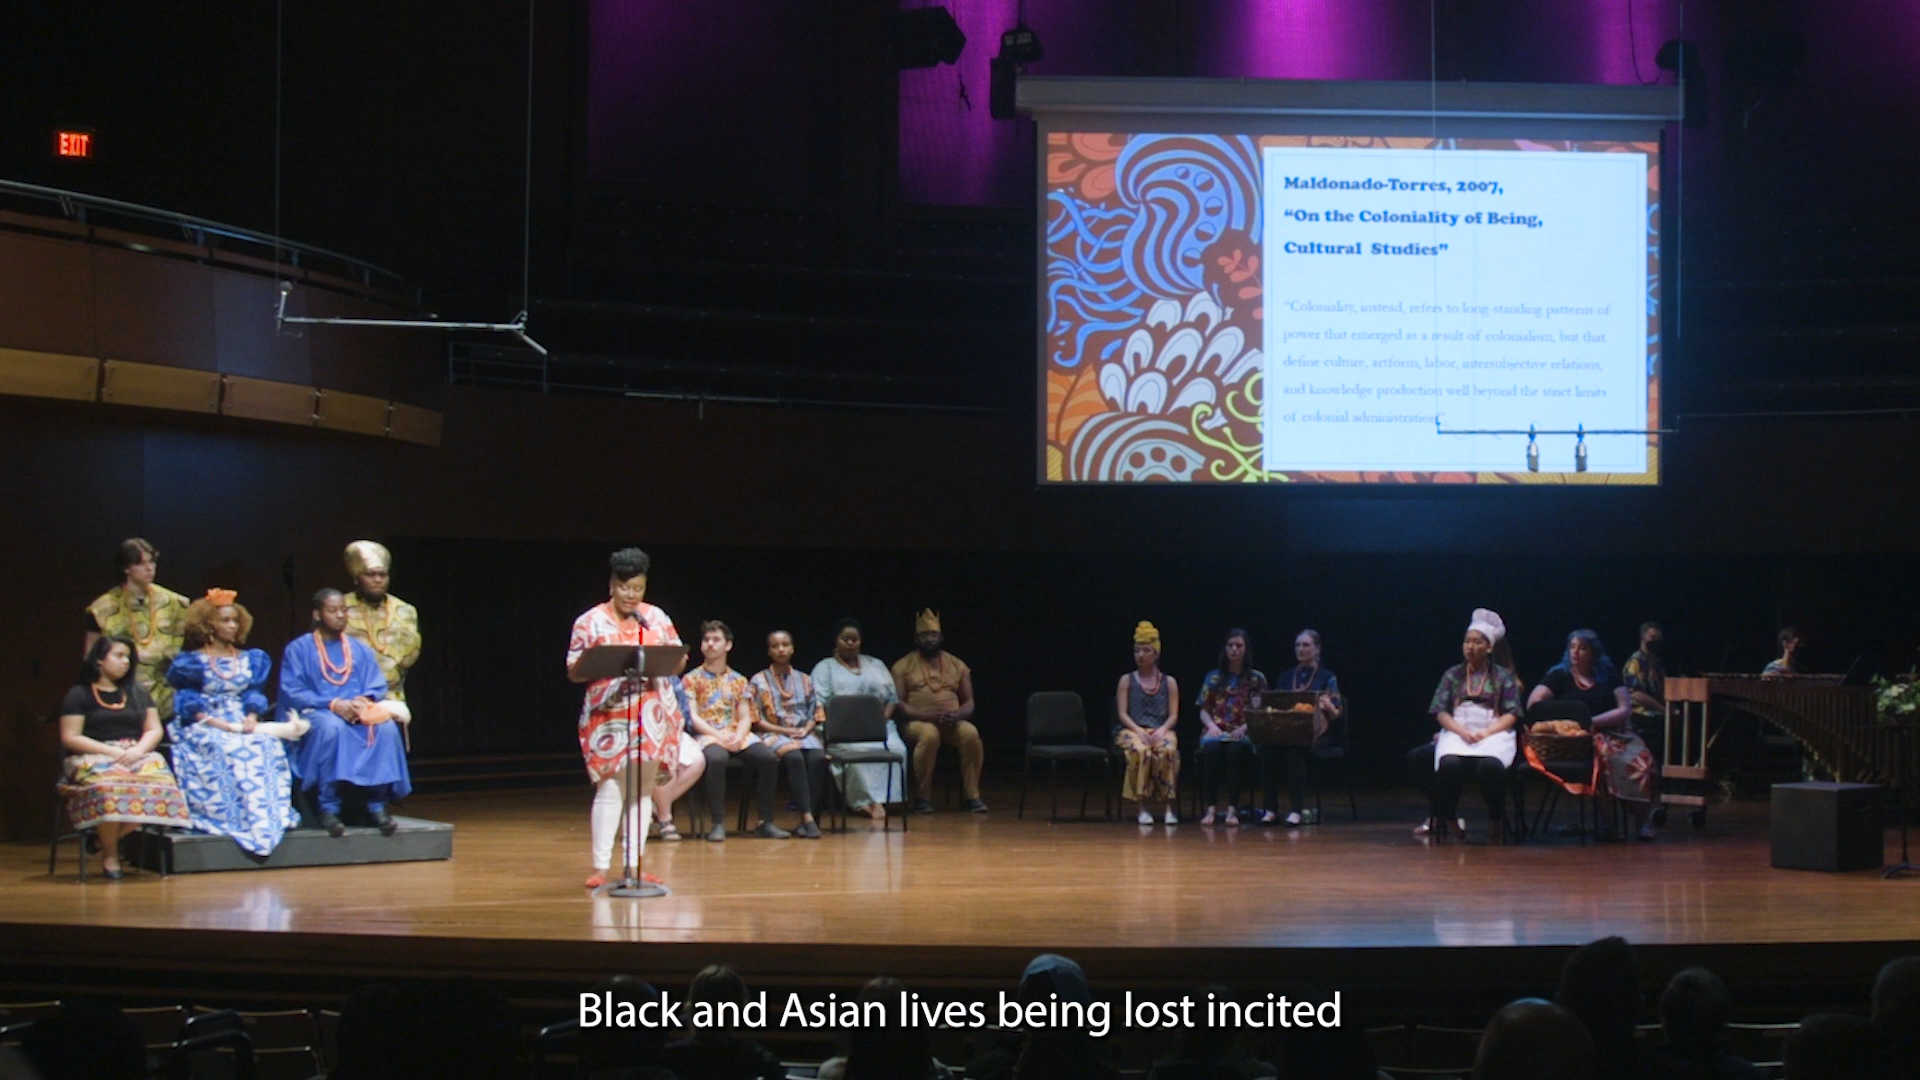 EXIT
Maldonado-Torres, 2007,
“On the Coloniality of Being,
Cultural Studies”
“Coloniality, instead, refers to long-standing patterns of
power that emerged as a result of colonialism, but that
define culture, artform, labor, intersubjective relations,
and knowledge production well beyond the strict limits
of colonial administration”
Black and Asian lives being lost incited